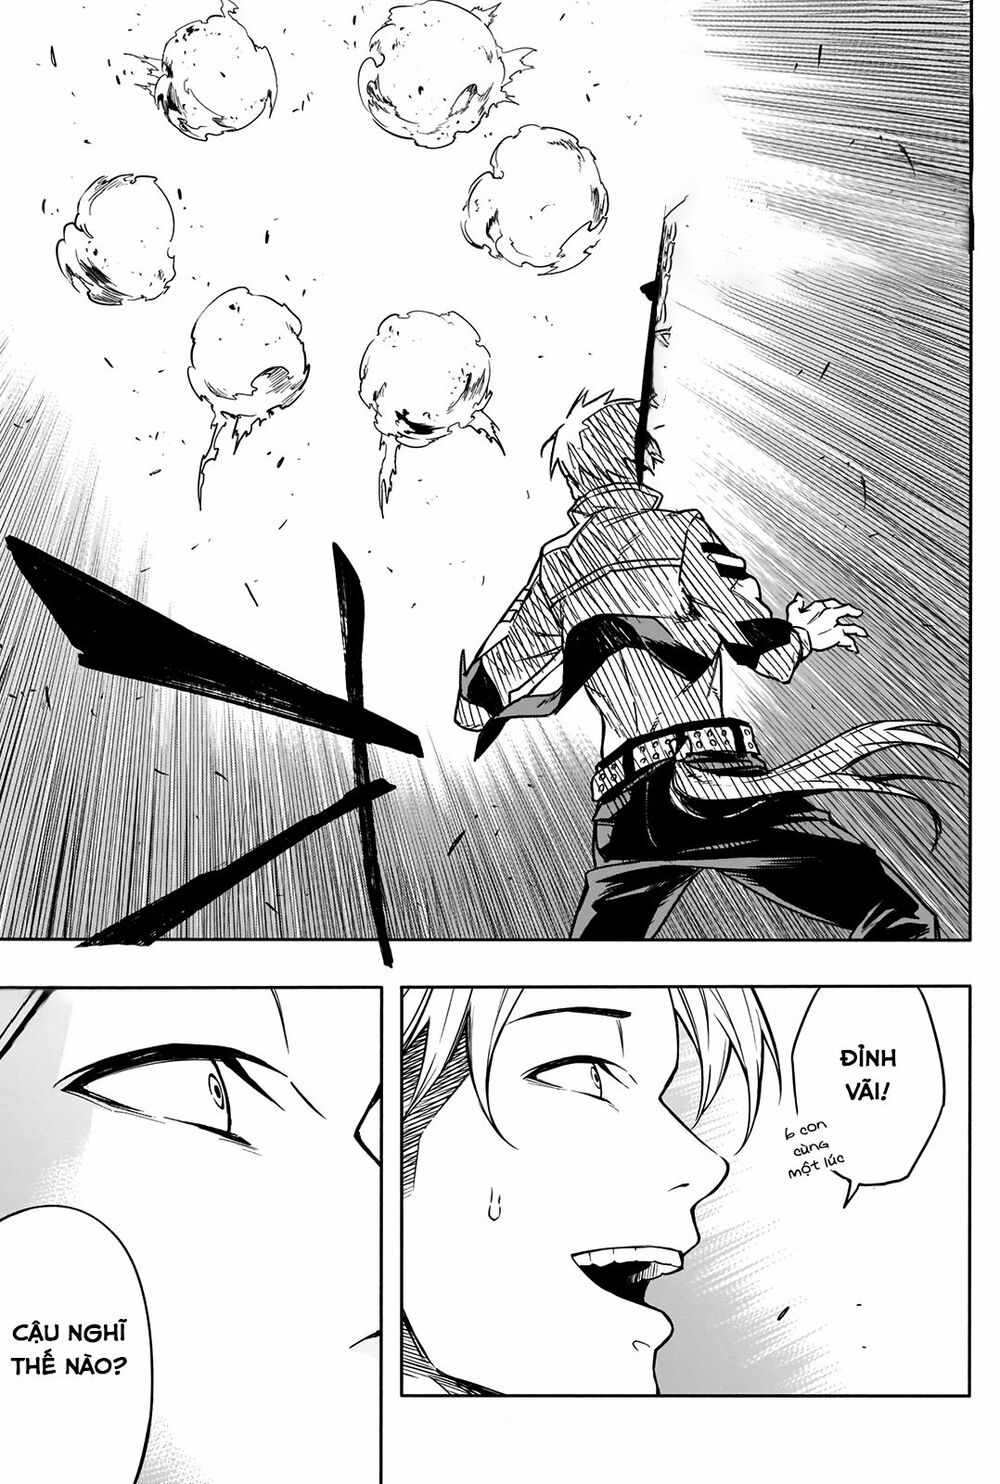 ĐỈNH
VÃI!
6 con
cùng
một lúc
CẬU NGHĨ
THẾ NÀO?